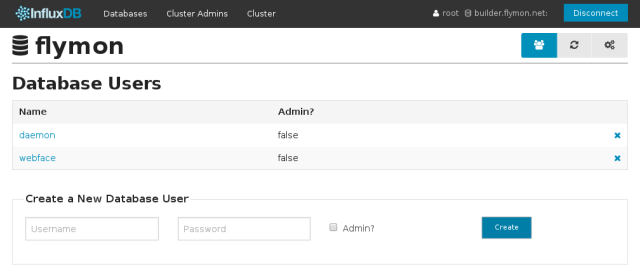 InfluxDB Databases Cluster Admins Cluster root builder.flymon.net: Disconnect
flymon
Database Users
Name Admin?
daemon false
webface false
Create a New Database User
Username Password Admin? Create